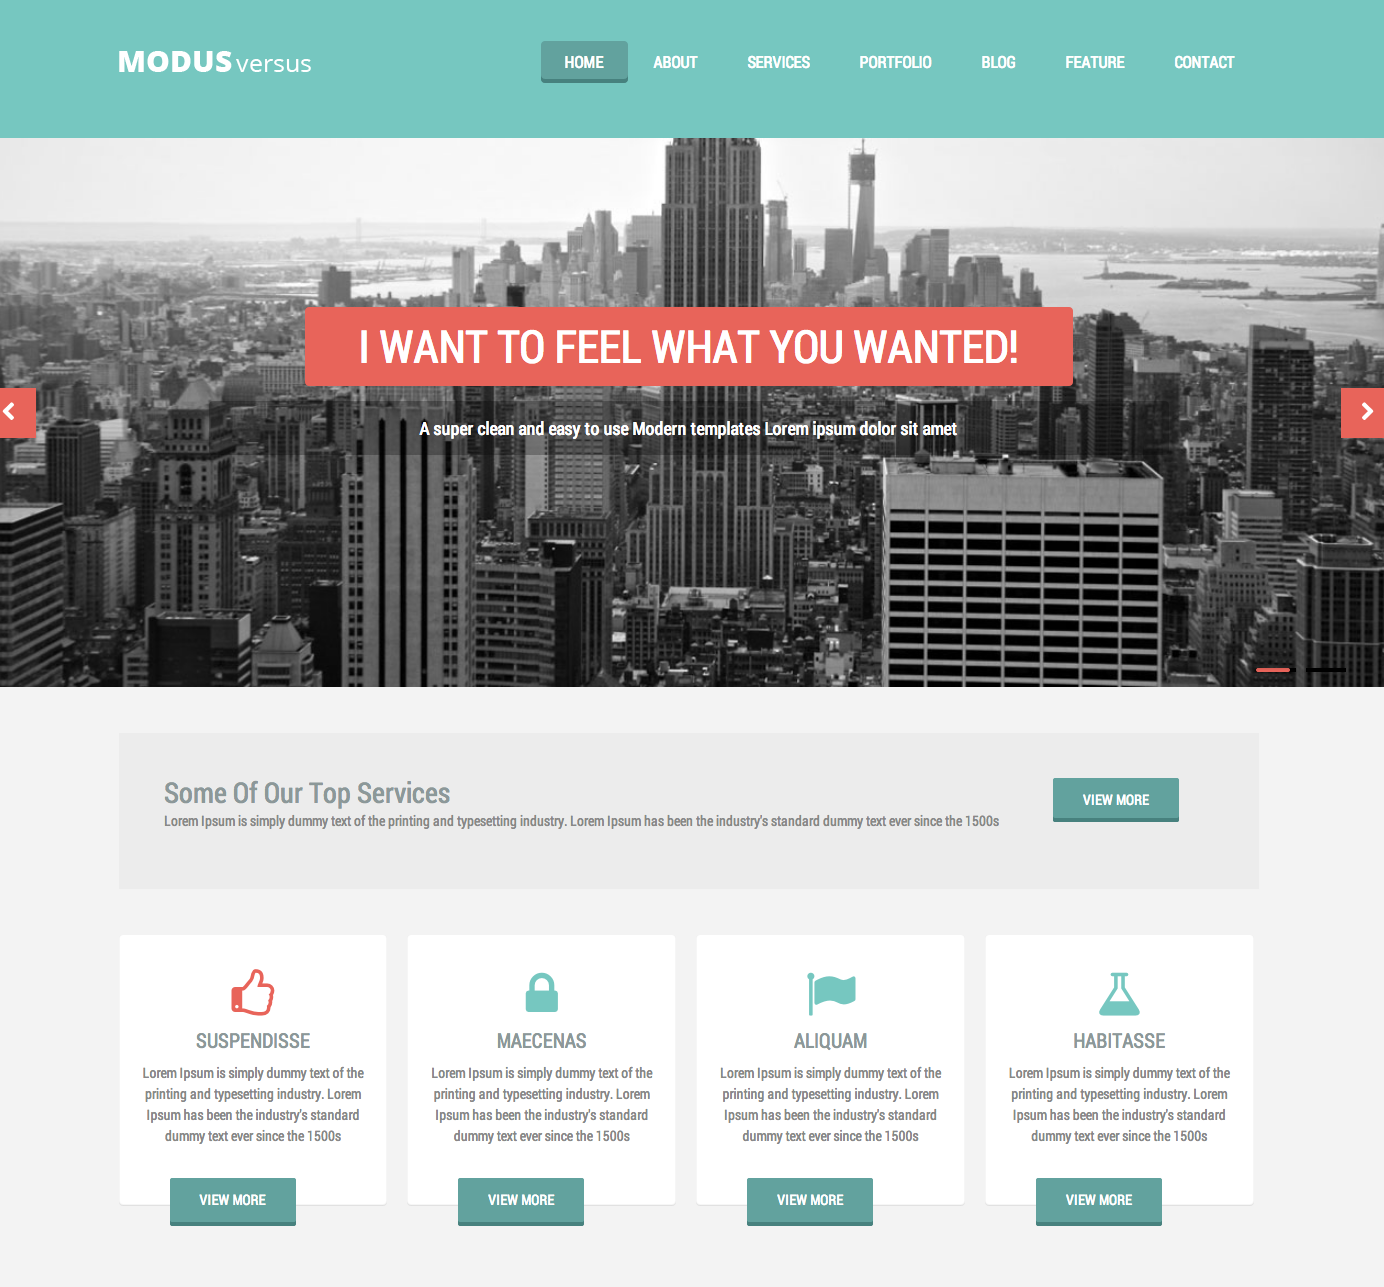 MODUS versus
HOME ABOUT SERVICES PORTFOLIO BLOG FEATURE CONTACT
I WANT TO FEEL WHAT YOU WANTED!
A super clean and easy to use Modern templates Lorem ipsum dolor sit amet
Some Of Our Top Services
Lorem Ipsum is simply dummy text of the printing and typesetting industry. Lorem Ipsum has been the industry's standard dummy text ever since the 1500s
VIEW MORE
SUSPENDISSE
Lorem Ipsum is simply dummy text of the
printing and typesetting industry. Lorem
Ipsum has been the industry's standard
dummy text ever since the 1500s
VIEW MORE
MAECENAS
Lorem Ipsum is simply dummy text of the
printing and typesetting industry. Lorem
Ipsum has been the industry's standard
dummy text ever since the 1500s
VIEW MORE
ALIQUAM
Lorem Ipsum is simply dummy text of the
printing and typesetting industry. Lorem
Ipsum has been the industry's standard
dummy text ever since the 1500s
VIEW MORE
HABITASSE
Lorem Ipsum is simply dummy text of the
printing and typesetting industry. Lorem
Ipsum has been the industry's standard
dummy text ever since the 1500s
VIEW MORE